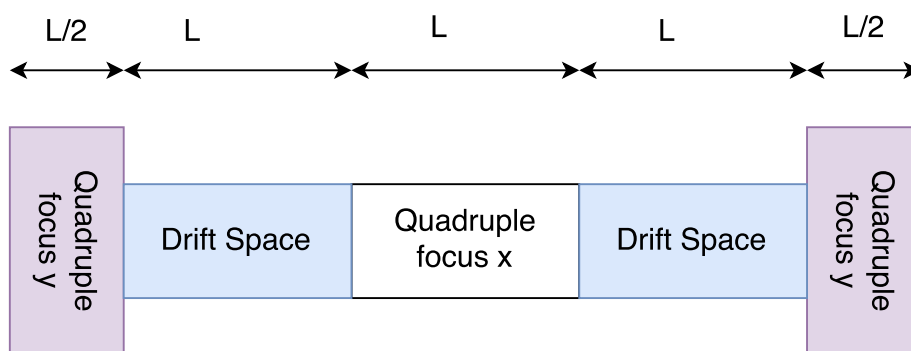 L/2
L
L
L
L/2
Quadruple
focus y
Drift Space
Quadruple
focus x
Drift Space
Quadruple
focus y